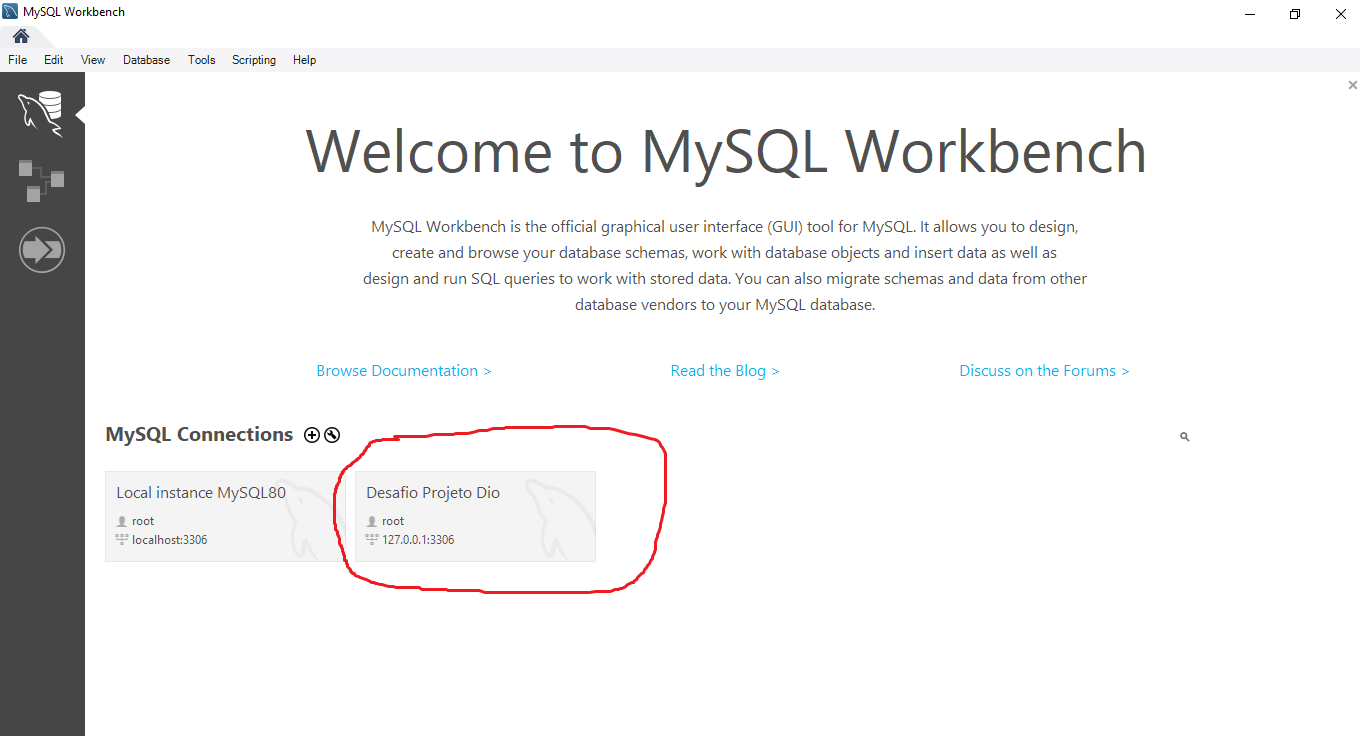 MySQL Workbench
File Edit View Database Tools Scripting Help
Welcome to MySQL Workbench
MySQL Workbench is the official graphical user interface (GUI) tool for MySQL. It allows you to design,
create and browse your database schemas, work with database objects and insert data as well as
design and run SQL queries to work with stored data. You can also migrate schemas and data from other
database vendors to your MySQL database.
Browse Documentation > Read the Blog > Discuss on the Forums >
MySQL Connections
Local instance MySQL80
root
localhost:3306
Desafio Projeto Dio
root
127.0.0.1:3306